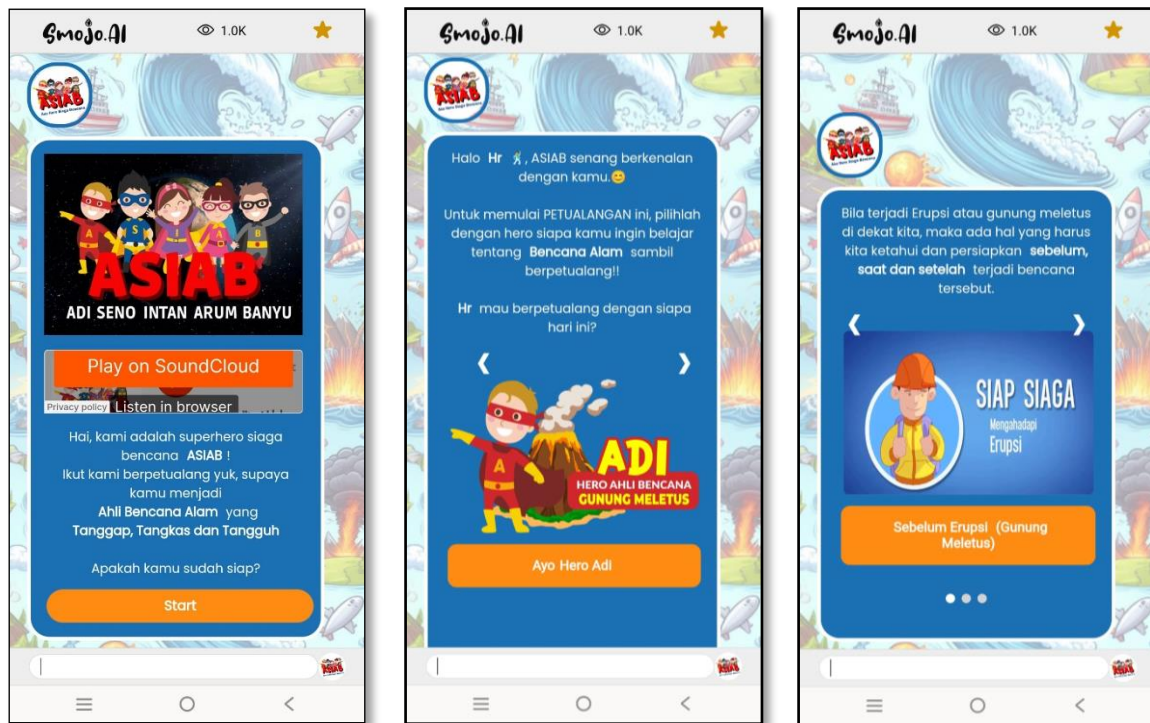 Smojo.AI
1.0K
ASIAB
A S I A B
ASIAB
ADI SENO INTAN ARUM BANYU
Play on SoundCloud
Privacy policy
Listen in browser
Hai, kami adalah superhero siaga
bencana ASIAB !
Ikut kami berpetualang yuk, supaya
kamu menjadi
Ahli Bencana Alam yang
Tanggap, Tangkas dan Tangguh
Apakah kamu sudah siap?
Start
ASIAB
Smojo.AI
1.0K
ASIAB
Halo Hr , ASIAB senang berkenalan
dengan kamu.😊
Untuk memulai PETUALANGAN ini, pilihlah
dengan hero siapa kamu ingin belajar
tentang Bencana Alam sambil
berpetualang!!
Hr mau berpetualang dengan siapa
hari ini?
A
ADI
HERO AHLI BENCANA
GUNUNG MELETUS
Ayo Hero Adi
ASIAB
Smojo.AI
1.0K
ASIAB
Bila terjadi Erupsi atau gunung meletus
di dekat kita, maka ada hal yang harus
kita ketahui dan persiapkan sebelum,
saat dan setelah terjadi bencana
tersebut.
SIAP SIAGA
Mengahadapi
Erupsi
Sebelum Erupsi (Gunung
Meletus)
ASIAB